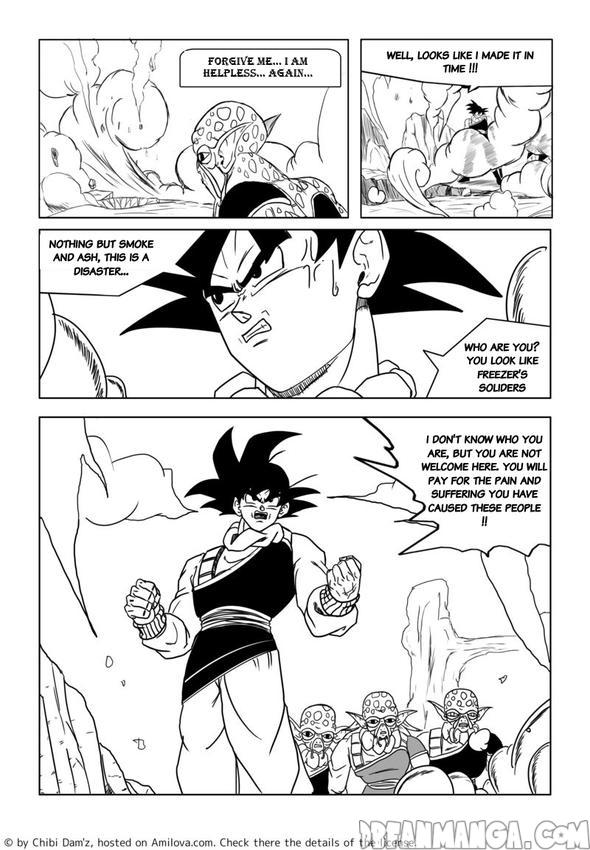 FORGIVE ME... I AM
HELPLESS... AGAIN...
WELL, LOOKS LIKE I MADE IT IN
TIME !!!
NOTHING BUT SMOKE
AND ASH, THIS IS A
DISASTER...
WHO ARE YOU?
YOU LOOK LIKE
FREEZER'S
SOLIDERS
I DON'T KNOW WHO YOU
ARE, BUT YOU ARE NOT
WELCOME HERE. YOU WILL
PAY FOR THE PAIN AND
SUFFERING YOU HAVE
CAUSED THESE PEOPLE
!!
DREAMMANGA.COM
© by Chibi Dam'z, hosted on Amilova.com. Check there the details of the license.